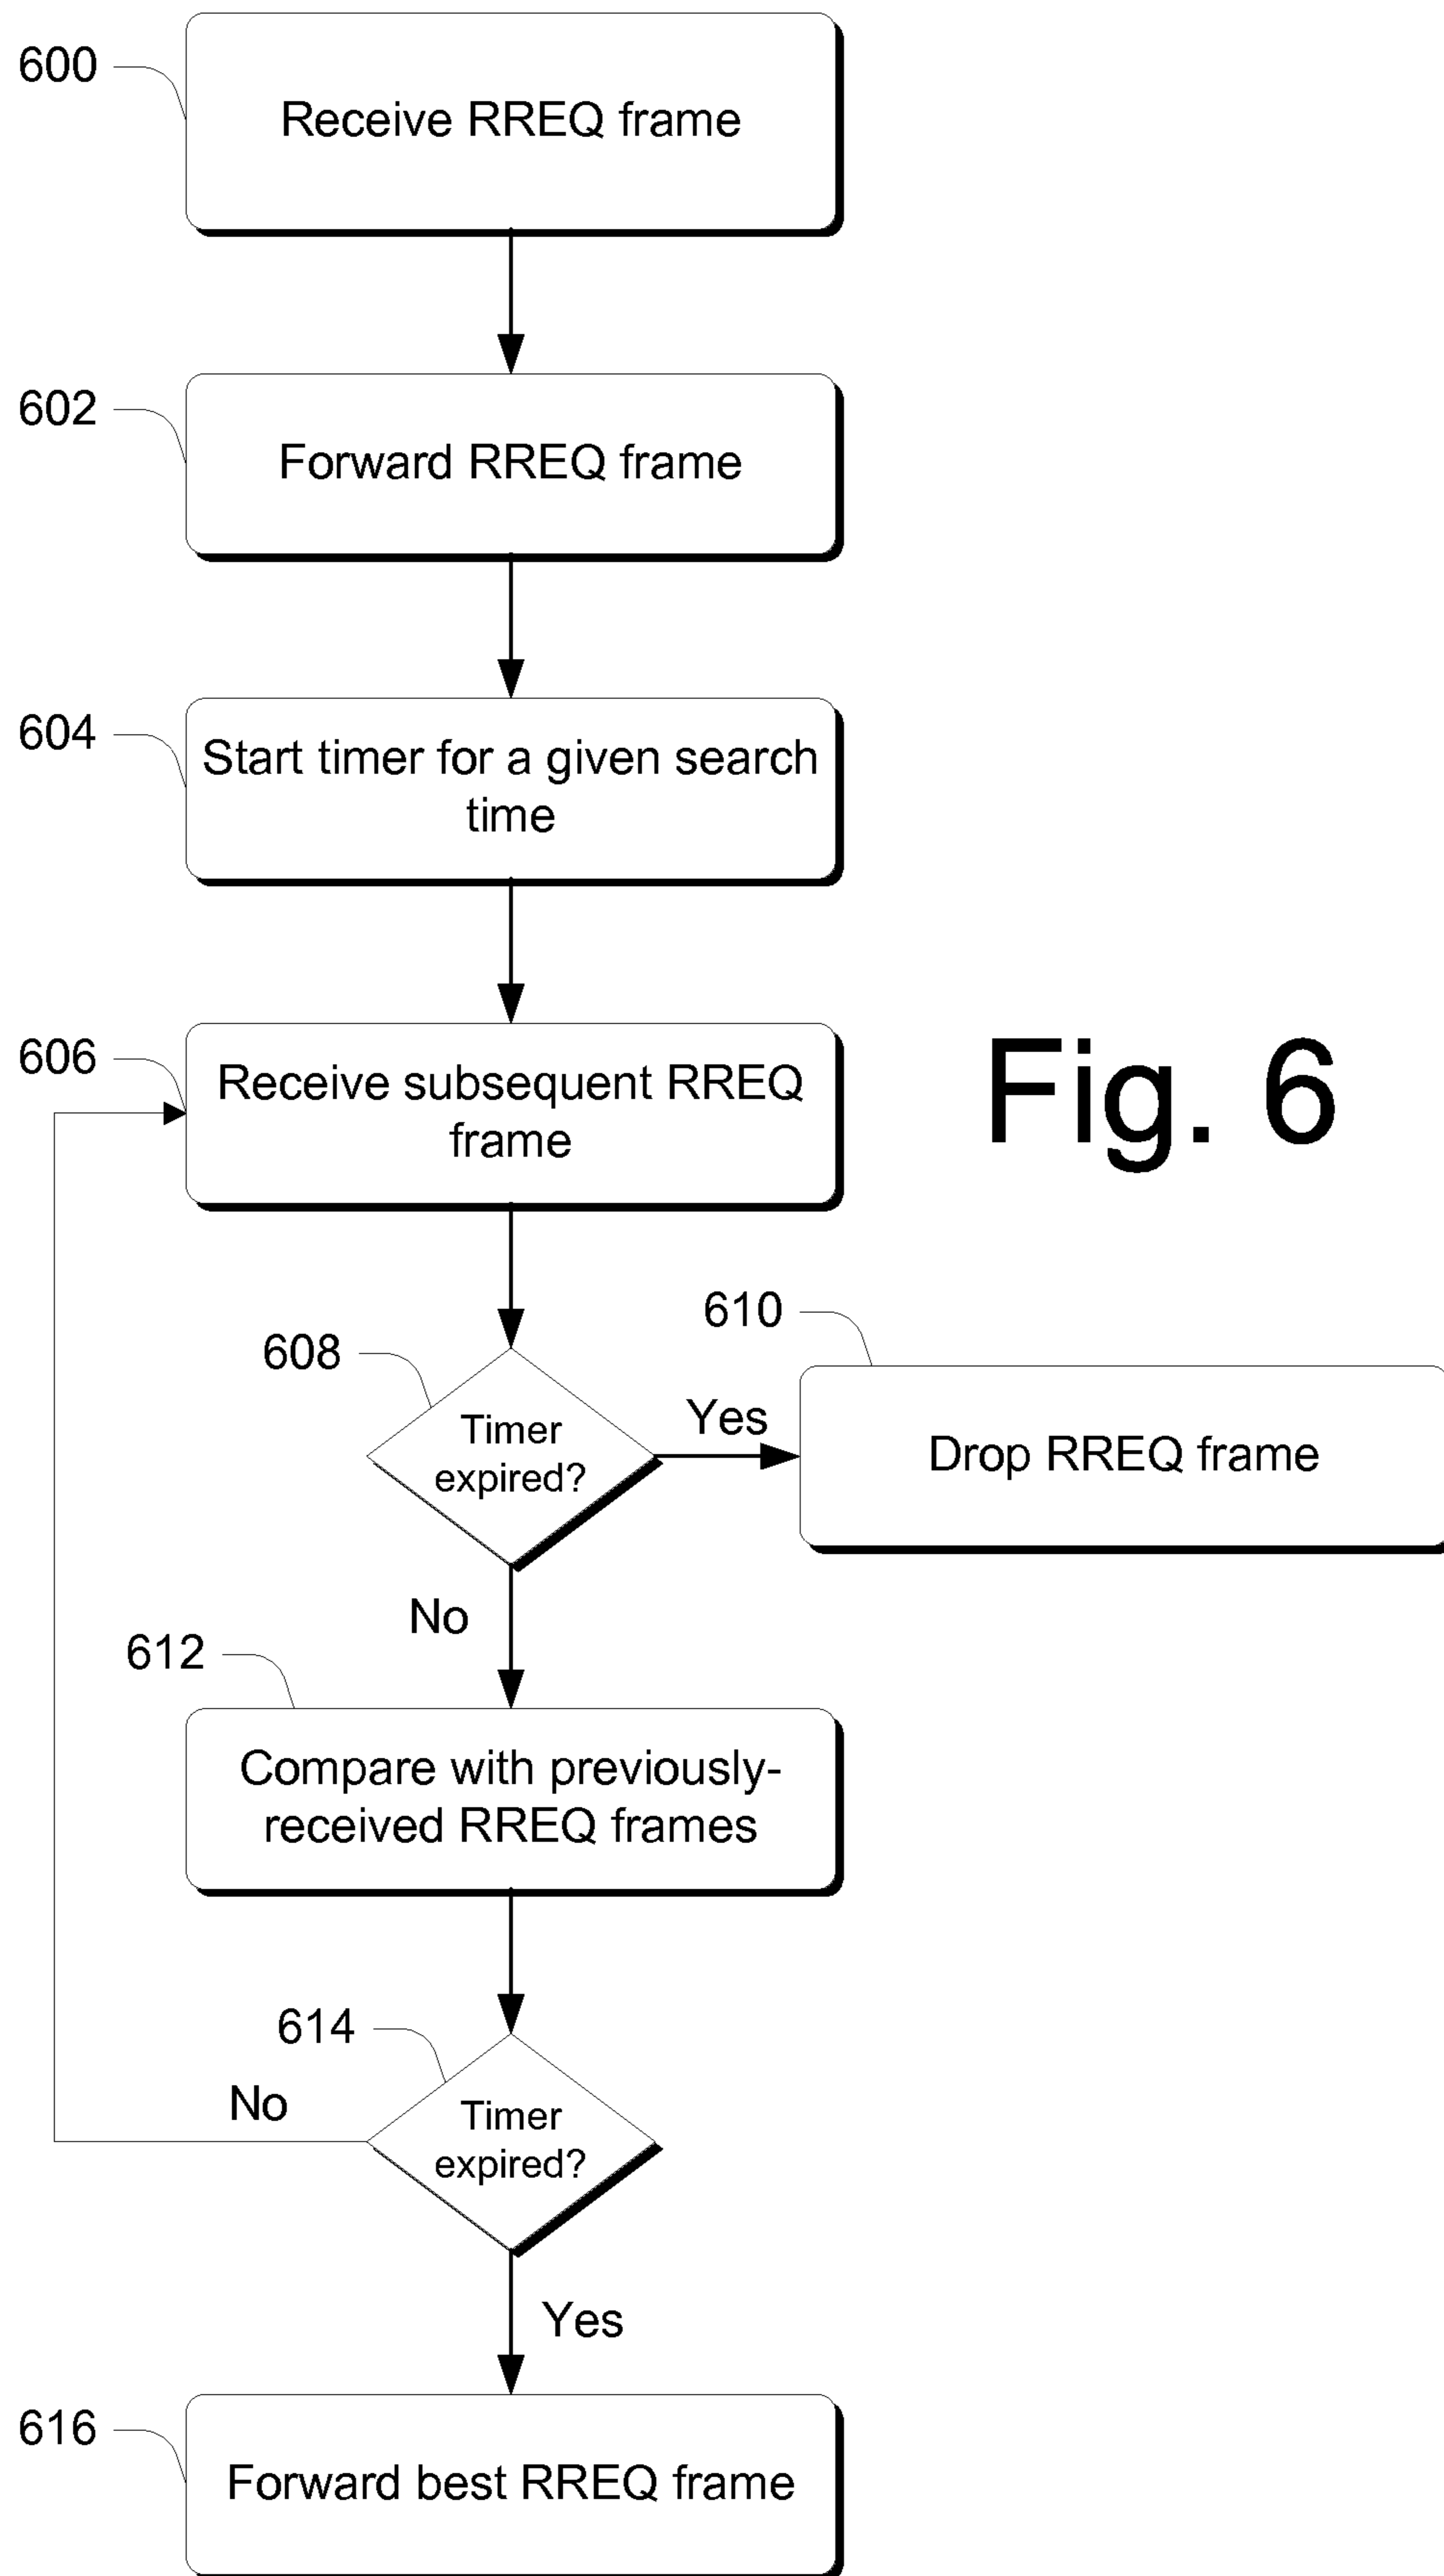 600
Receive RREQ frame
602
Forward RREQ frame
604
Start timer for a given search
time
606
Receive subsequent RREQ
frame
Fig. 6
608
Timer
expired?
Yes
610
Drop RREQ frame
No
612
Compare with previously-
received RREQ frames
614
Timer
expired?
No
Yes
616
Forward best RREQ frame